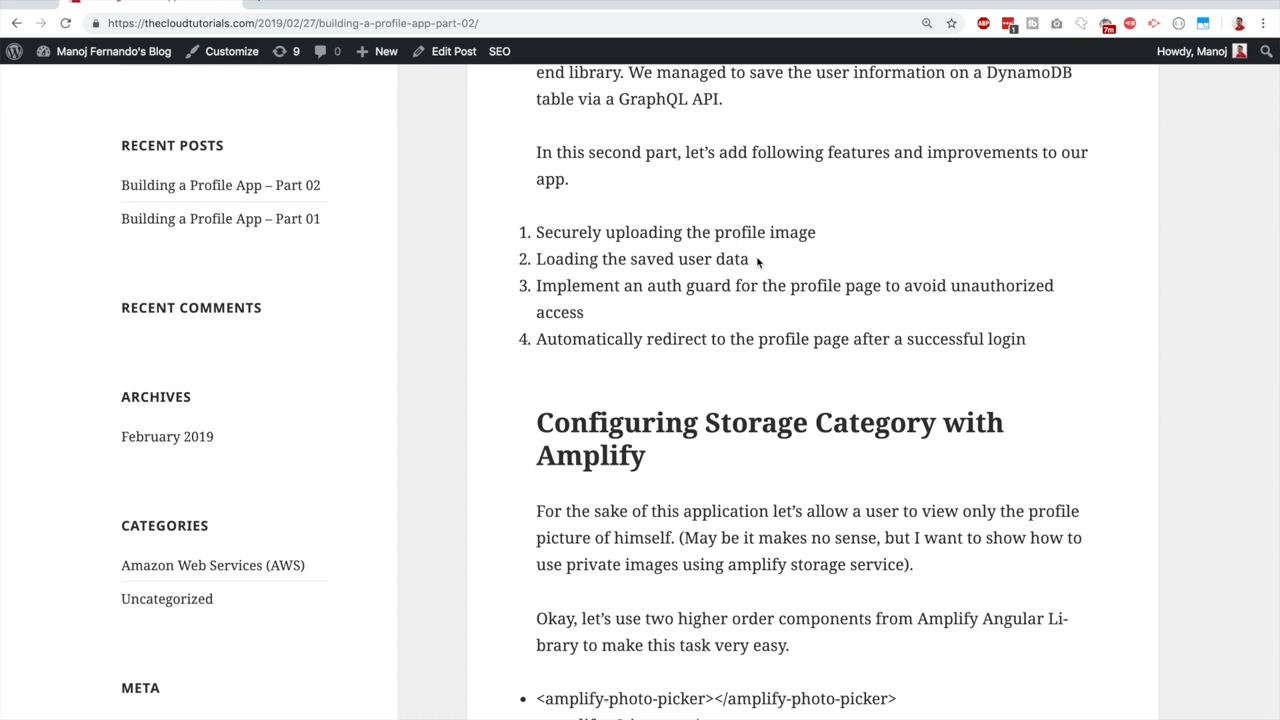 https://thecloudtutorials.com/2019/02/27/building-a-profile-app-part-02/
ABP
1
7m
Manoj Fernando's Blog
Customize
9
0
New
Edit Post
SEO
Howdy, Manoj
RECENT POSTS
Building a Profile App – Part 02
Building a Profile App – Part 01
RECENT COMMENTS
ARCHIVES
February 2019
CATEGORIES
Amazon Web Services (AWS)
Uncategorized
META
end library. We managed to save the user information on a DynamoDB
table via a GraphQL API.
In this second part, let’s add following features and improvements to our
app.
1. Securely uploading the profile image
2. Loading the saved user data
3. Implement an auth guard for the profile page to avoid unauthorized
access
4. Automatically redirect to the profile page after a successful login
Configuring Storage Category with
Amplify
For the sake of this application let’s allow a user to view only the profile
picture of himself. (May be it makes no sense, but I want to show how to
use private images using amplify storage service).
Okay, let’s use two higher order components from Amplify Angular Li-
brary to make this task very easy.
• <amplify-photo-picker></amplify-photo-picker>